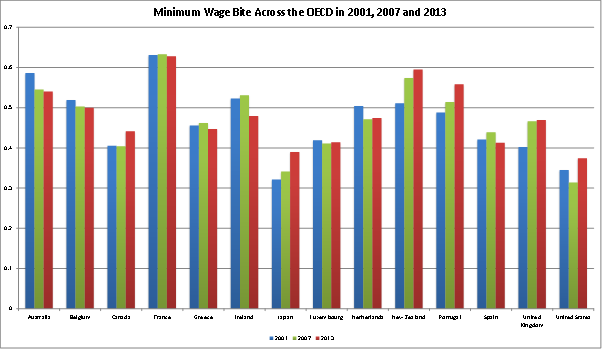 Minimum Wage Bite Across the OECD in 2001, 2007 and 2013
0.7
0.6
0.5
0.4
0.3
0.2
0.1
0
Australia Belgium Canada France Greece Ireland Japan Luxembourg Netherlands New Zealand Portugal Spain United Kingdom United States
2001 2007 2013